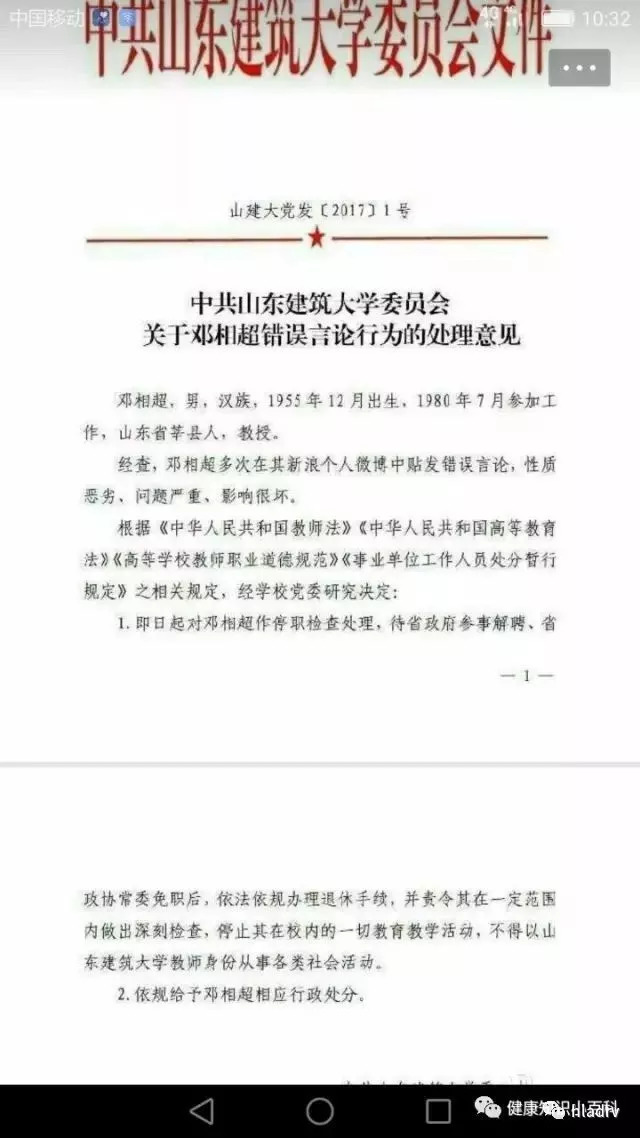 中国移动 4G 10:32
中共山东建筑大学委员会文件
山建大党发〔2017〕1号
中共山东建筑大学委员会
关于邓相超错误言论行为的处理意见
邓相超，男，汉族，1955年12月出生，1980年7月参加工
作，山东省莘县人，教授。
经查，邓相超多次在其新浪个人微博中贴发错误言论，性质
恶劣、问题严重、影响很坏。
根据《中华人民共和国教师法》《中华人民共和国高等教育
法》《高等学校教师职业道德规范》《事业单位工作人员处分暂行
规定》之相关规定，经学校党委研究决定：
1.即日起对邓相超作停职检查处理，待省政府参事解聘、省
— 1 —
政协常委免职后，依法依规办理退休手续，并责令其在一定范围
内做出深刻检查，停止其在校内的一切教育教学活动，不得以山
东建筑大学教师身份从事各类社会活动。
2.依规给予邓相超相应行政处分。
中共山东建筑大学委
健康知识小百科
hladfv